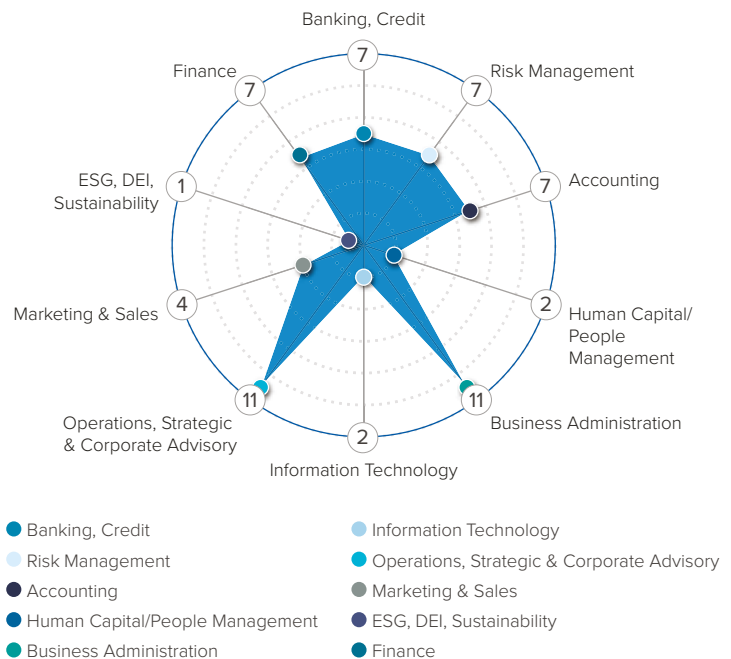 Banking, Credit
7
Finance
7
Risk Management
7
ESG, DEI,
Sustainability
1
Accounting
7
Marketing & Sales
4
Human Capital/
People
Management
2
Operations, Strategic
& Corporate Advisory
11
Business Administration
11
Information Technology
2
Banking, Credit
Risk Management
Accounting
Human Capital/People Management
Business Administration
Information Technology
Operations, Strategic & Corporate Advisory
Marketing & Sales
ESG, DEI, Sustainability
Finance